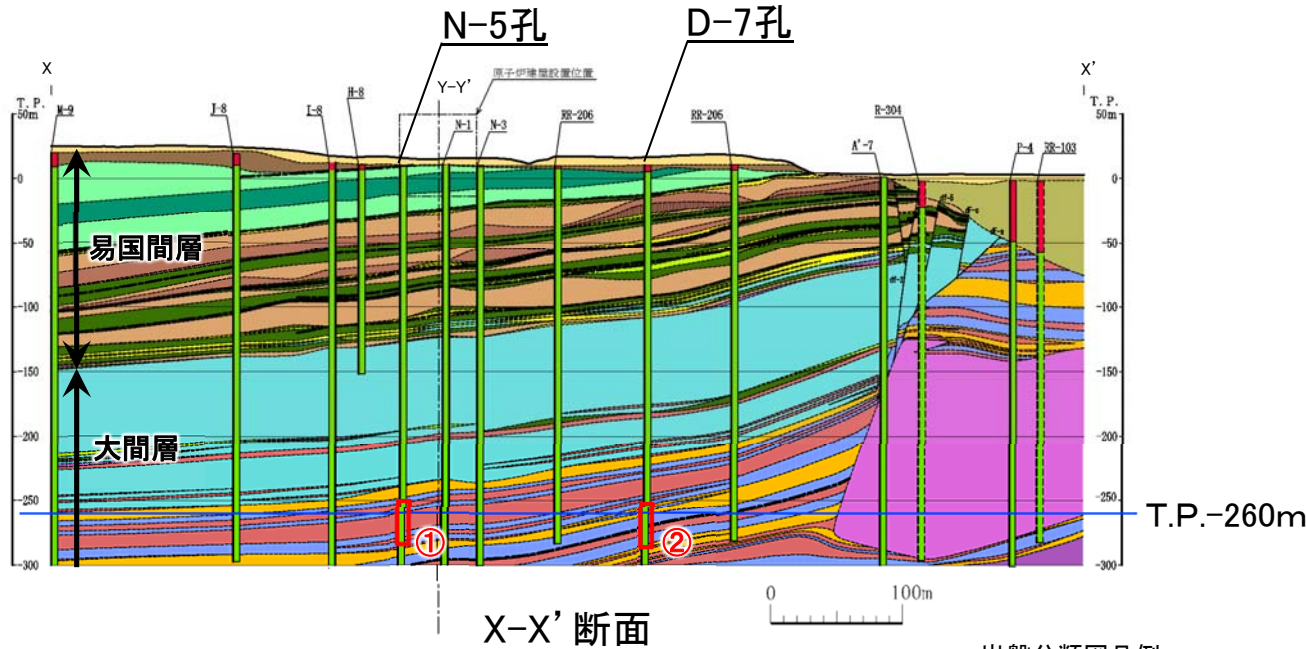 N-5孔
D-7孔
X
Y-Y’
原子炉建屋設置位置
X’
T.P.
50m
M-9
J-8
I-8
H-8
N-1
N-3
RR-206
RR-205
R-304
A'-7
P-4
RR-103
T.P.
50m
0
0
-50
-50
易国間層
-100
-100
-150
-150
大間層
-200
-200
-250
-250
T.P.-260m
①
②
-300
-300
0
100m
X-X’断面